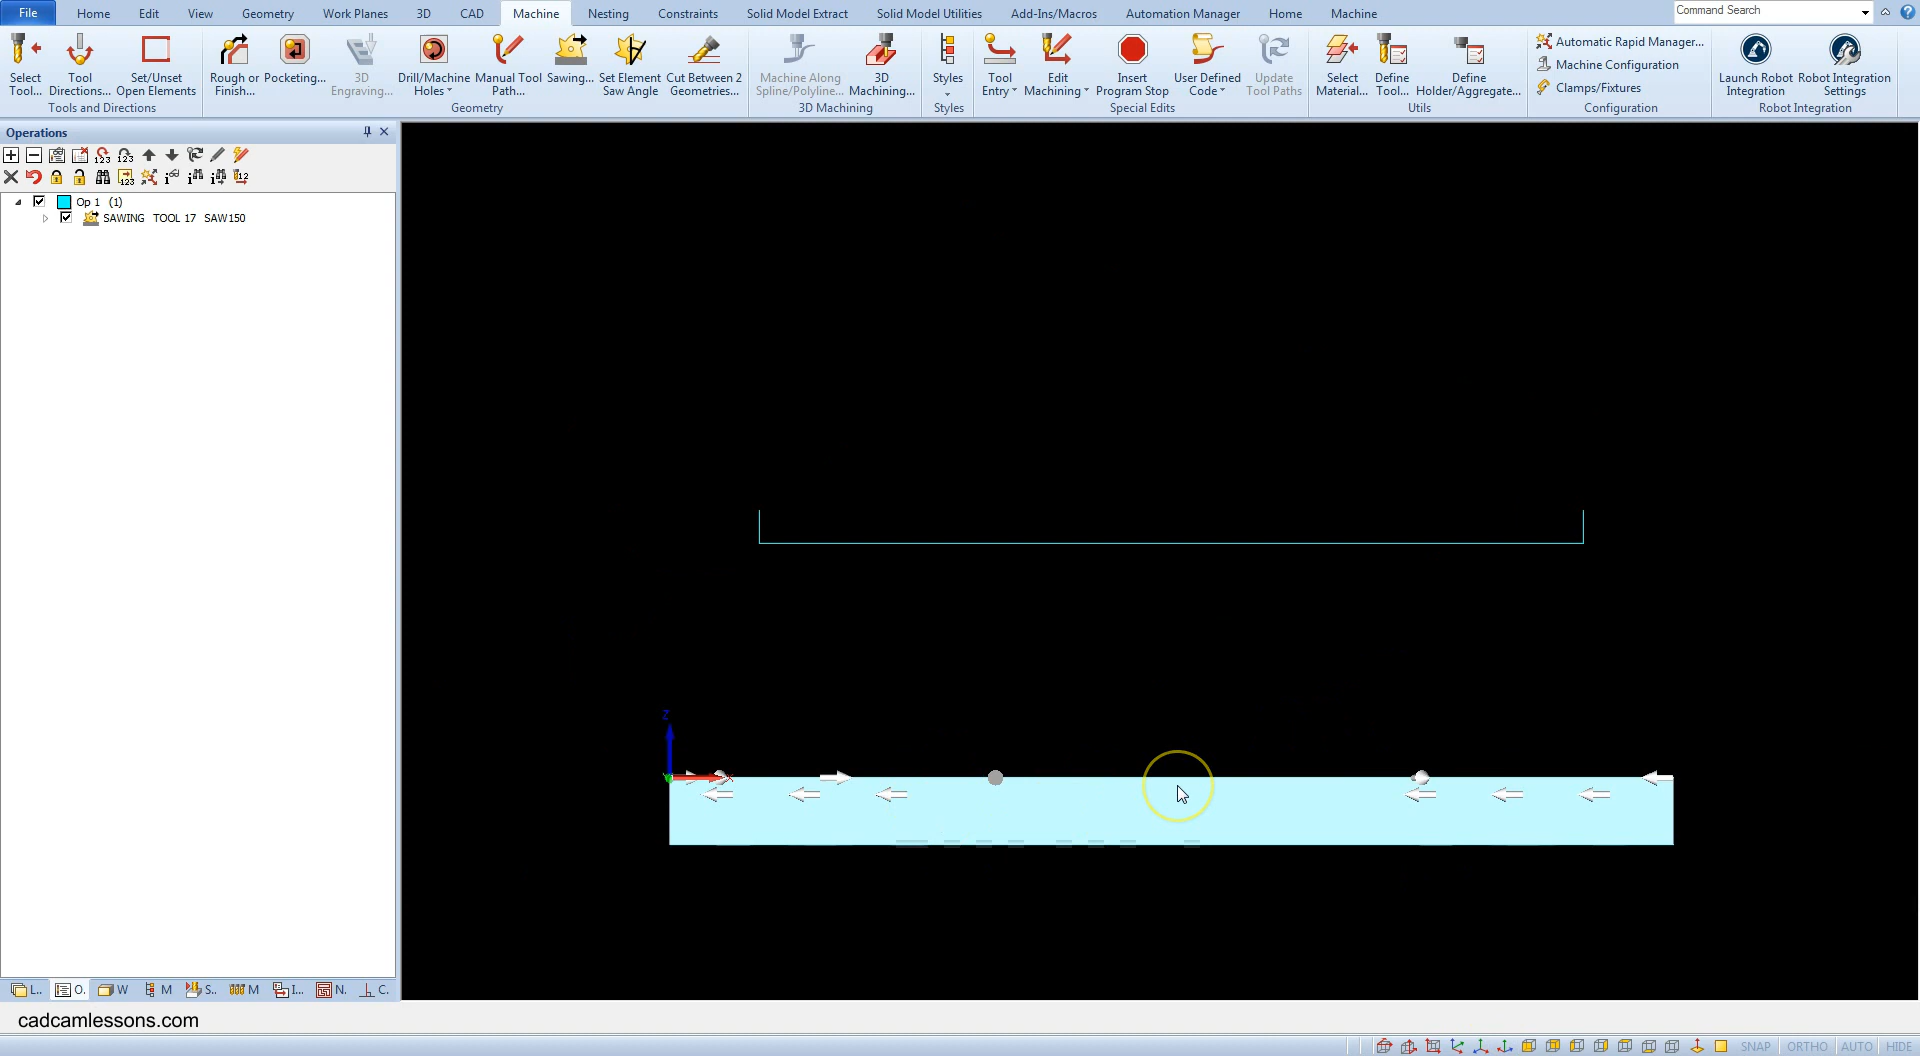 File Home Edit View Geometry Work Planes 3D CAD Machine Nesting Constraints Solid Model Extract Solid Model Utilities Add-Ins/Macros Automation Manager Home Machine Command Search
Select Tool...
Tool Directions...
Set/Unset Open Elements
Tools and Directions
Rough or Finish...
Pocketing...
3D Engraving...
Drill/Machine Holes
Manual Tool Path...
Sawing...
Set Element Saw Angle
Cut Between 2 Geometries...
Geometry
Machine Along Spline/Polyline...
3D Machining...
3D Machining
Styles
Styles
Tool Entry
Edit Machining
Insert Program Stop
User Defined Code
Update Tool Paths
Special Edits
Select Material...
Define Tool...
Define Holder/Aggregate...
Utils
Automatic Rapid Manager...
Machine Configuration
Clamps/Fixtures
Configuration
Launch Robot Integration
Robot Integration Settings
Robot Integration
Operations
Op 1 (1)
SAWING TOOL 17 SAW150
Z
X
L.. O. W M S.. M I... N. C.
cadcamlessons.com
SNAP ORTHO AUTO HIDE